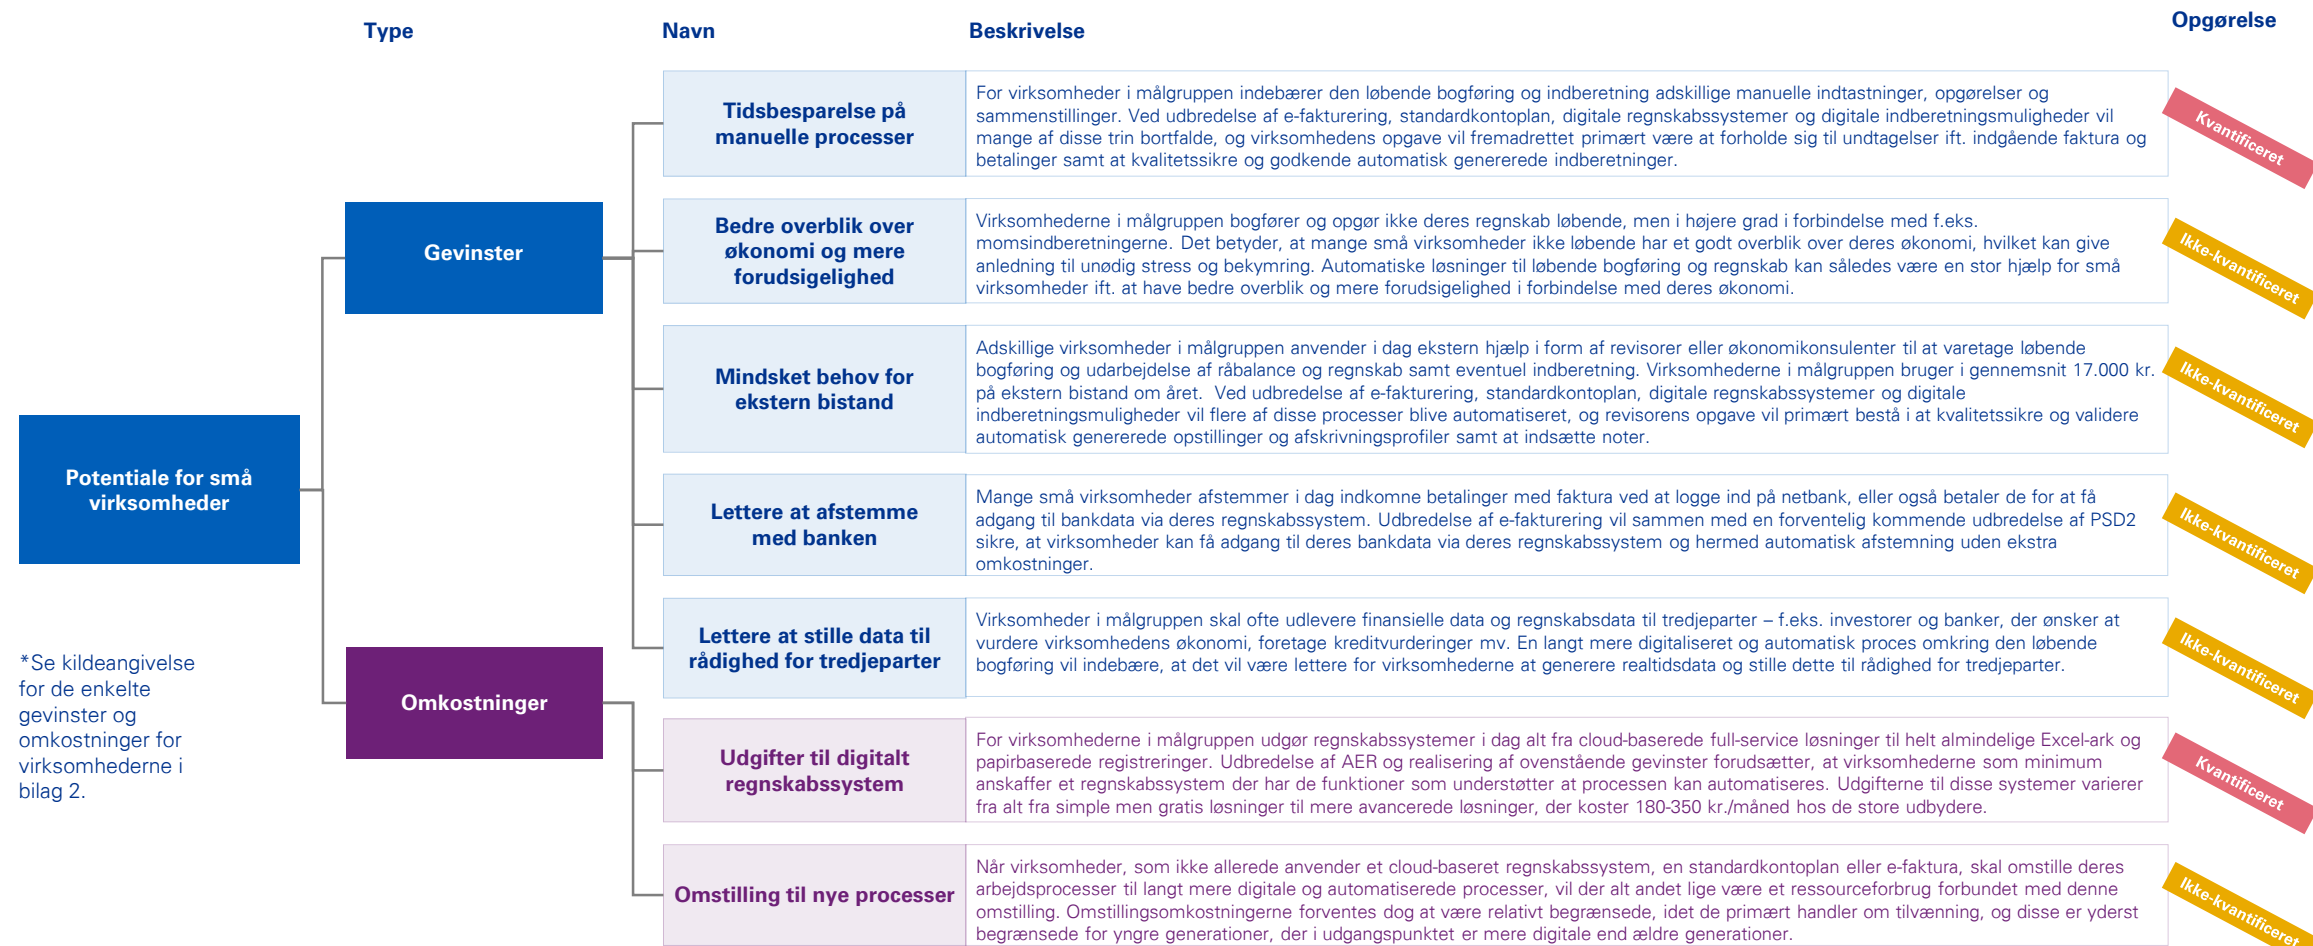 Type
Navn
Beskrivelse
Opgørelse
Potentiale for små
virksomheder
*Se kildeangivelse
for de enkelte
gevinster og
omkostninger for
virksomhederne i
bilag 2.
Gevinster
Tidsbesparelse på
manuelle processer
For virksomheder i målgruppen indebærer den løbende bogføring og indberetning adskillige manuelle indtastninger, opgørelser og
sammenstillinger. Ved udbredelse af e-fakturering, standardkontoplan, digitale regnskabssystemer og digitale indberetningsmuligheder vil
mange af disse trin bortfalde, og virksomhedens opgave vil fremadrettet primært være at forholde sig til undtagelser ift. indgående faktura og
betalinger samt at kvalitetssikre og godkende automatisk genererede indberetninger.
Kvantificeret
Bedre overblik over
økonomi og mere
forudsigelighed
Virksomhederne i målgruppen bogfører og opgør ikke deres regnskab løbende, men i højere grad i forbindelse med f.eks.
momsindberetningerne. Det betyder, at mange små virksomheder ikke løbende har et godt overblik over deres økonomi, hvilket kan give
anledning til unødig stress og bekymring. Automatiske løsninger til løbende bogføring og regnskab kan således være en stor hjælp for små
virksomheder ift. at have bedre overblik og mere forudsigelighed i forbindelse med deres økonomi.
Ikke-kvantificeret
Mindsket behov for
ekstern bistand
Adskillige virksomheder i målgruppen anvender i dag ekstern hjælp i form af revisorer eller økonomikonsulenter til at varetage løbende
bogføring og udarbejdelse af råbalance og regnskab samt eventuel indberetning. Virksomhederne i målgruppen bruger i gennemsnit 17.000 kr.
på ekstern bistand om året.  Ved udbredelse af e-fakturering, standardkontoplan, digitale regnskabssystemer og digitale
indberetningsmuligheder vil flere af disse processer blive automatiseret, og revisorens opgave vil primært bestå i at kvalitetssikre og validere
automatisk genererede opstillinger og afskrivningsprofiler samt at indsætte noter.
Ikke-kvantificeret
Lettere at afstemme
med banken
Mange små virksomheder afstemmer i dag indkomne betalinger med faktura ved at logge ind på netbank, eller også betaler de for at få
adgang til bankdata via deres regnskabssystem. Udbredelse af e-fakturering vil sammen med en forventelig kommende udbredelse af PSD2
sikre, at virksomheder kan få adgang til deres bankdata via deres regnskabssystem og hermed automatisk afstemning uden ekstra
omkostninger.
Ikke-kvantificeret
Lettere at stille data til
rådighed for tredjeparter
Virksomheder i målgruppen skal ofte udlevere finansielle data og regnskabsdata til tredjeparter – f.eks. investorer og banker, der ønsker at
vurdere virksomhedens økonomi, foretage kreditvurderinger mv. En langt mere digitaliseret og automatisk proces omkring den løbende
bogføring vil indebære, at det vil være lettere for virksomhederne at generere realtidsdata og stille dette til rådighed for tredjeparter.
Ikke-kvantificeret
Omkostninger
Udgifter til digitalt
regnskabssystem
For virksomhederne i målgruppen udgør regnskabssystemer i dag alt fra cloud-baserede full-service løsninger til helt almindelige Excel-ark og
papirbaserede registreringer. Udbredelse af AER og realisering af ovenstående gevinster forudsætter, at virksomhederne som minimum
anskaffer et regnskabssystem der har de funktioner som understøtter at processen kan automatiseres. Udgifterne til disse systemer varierer
fra alt fra simple men gratis løsninger til mere avancerede løsninger, der koster 180-350 kr./måned hos de store udbydere.
Kvantificeret
Omstilling til nye processer
Når virksomheder, som ikke allerede anvender et cloud-baseret regnskabssystem, en standardkontoplan eller e-faktura, skal omstille deres
arbejdsprocesser til langt mere digitale og automatiserede processer, vil der alt andet lige være et ressourceforbrug forbundet med denne
omstilling. Omstillingsomkostningerne forventes dog at være relativt begrænsede, idet de primært handler om tilvænning, og disse er yderst
begrænsede for yngre generationer, der i udgangspunktet er mere digitale end ældre generationer.
Ikke-kvantificeret